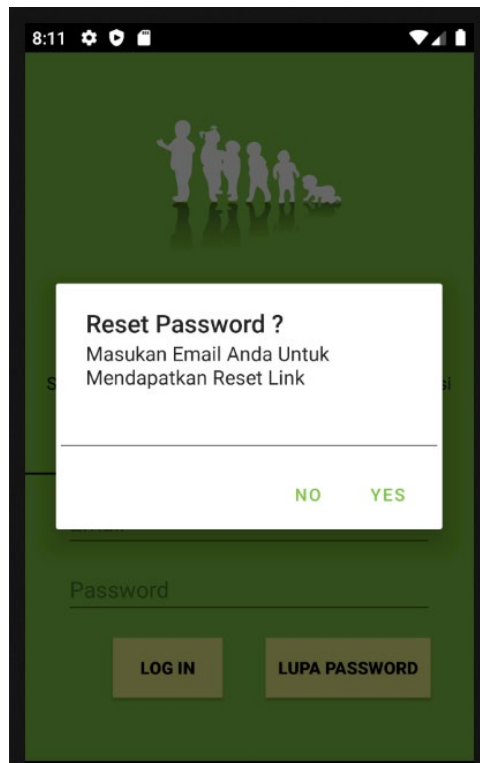 8:11
Reset Password ?
Masukan Email Anda Untuk
Mendapatkan Reset Link
NO YES
Password
LOG IN LUPA PASSWORD